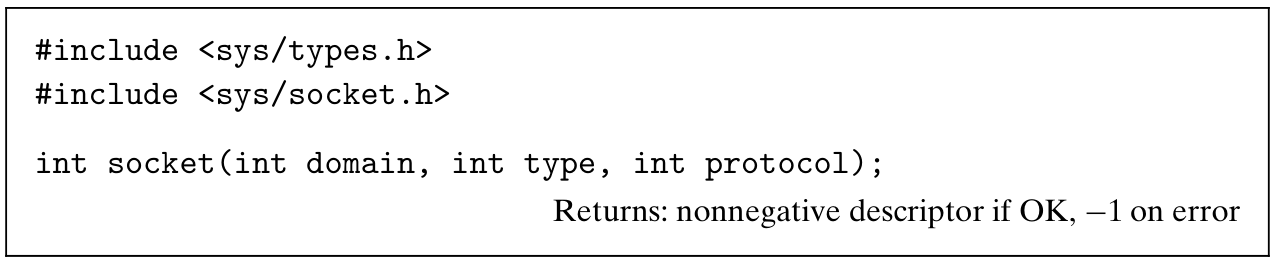 #include <sys/types.h>
#include <sys/socket.h>
int socket(int domain, int type, int protocol);
Returns: nonnegative descriptor if OK, −1 on error